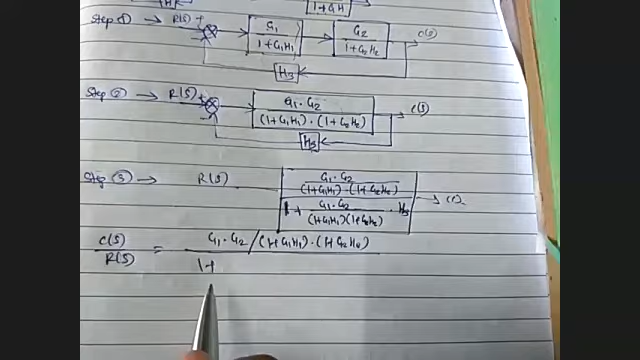 1+GH
Step ① → R(S) + G₁ / 1+G₁H₁ G₂ / 1+G₂H₂ C(S)
H₃
Step ② → R(S) + G₁. G₂ / (1+G₁H₁) . (1+G₂H₂) C(S)
H₃
Step ③ → R(S) G₁. G₂ / (1+G₁H₁) . (1+G₂H₂)
1+ G₁. G₂ / (1+G₁H₁)(1+G₂H₂) . H₃ → C(S)
C(S) / R(S) = G₁. G₂ / (1+G₁H₁) . (1+G₂H₂)
1+